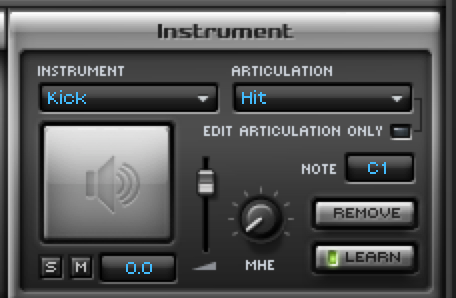 Instrument
INSTRUMENT ARTICULATION
Kick Hit
EDIT ARTICULATION ONLY
NOTE C1
REMOVE
S M 0.0 MHE LEARN